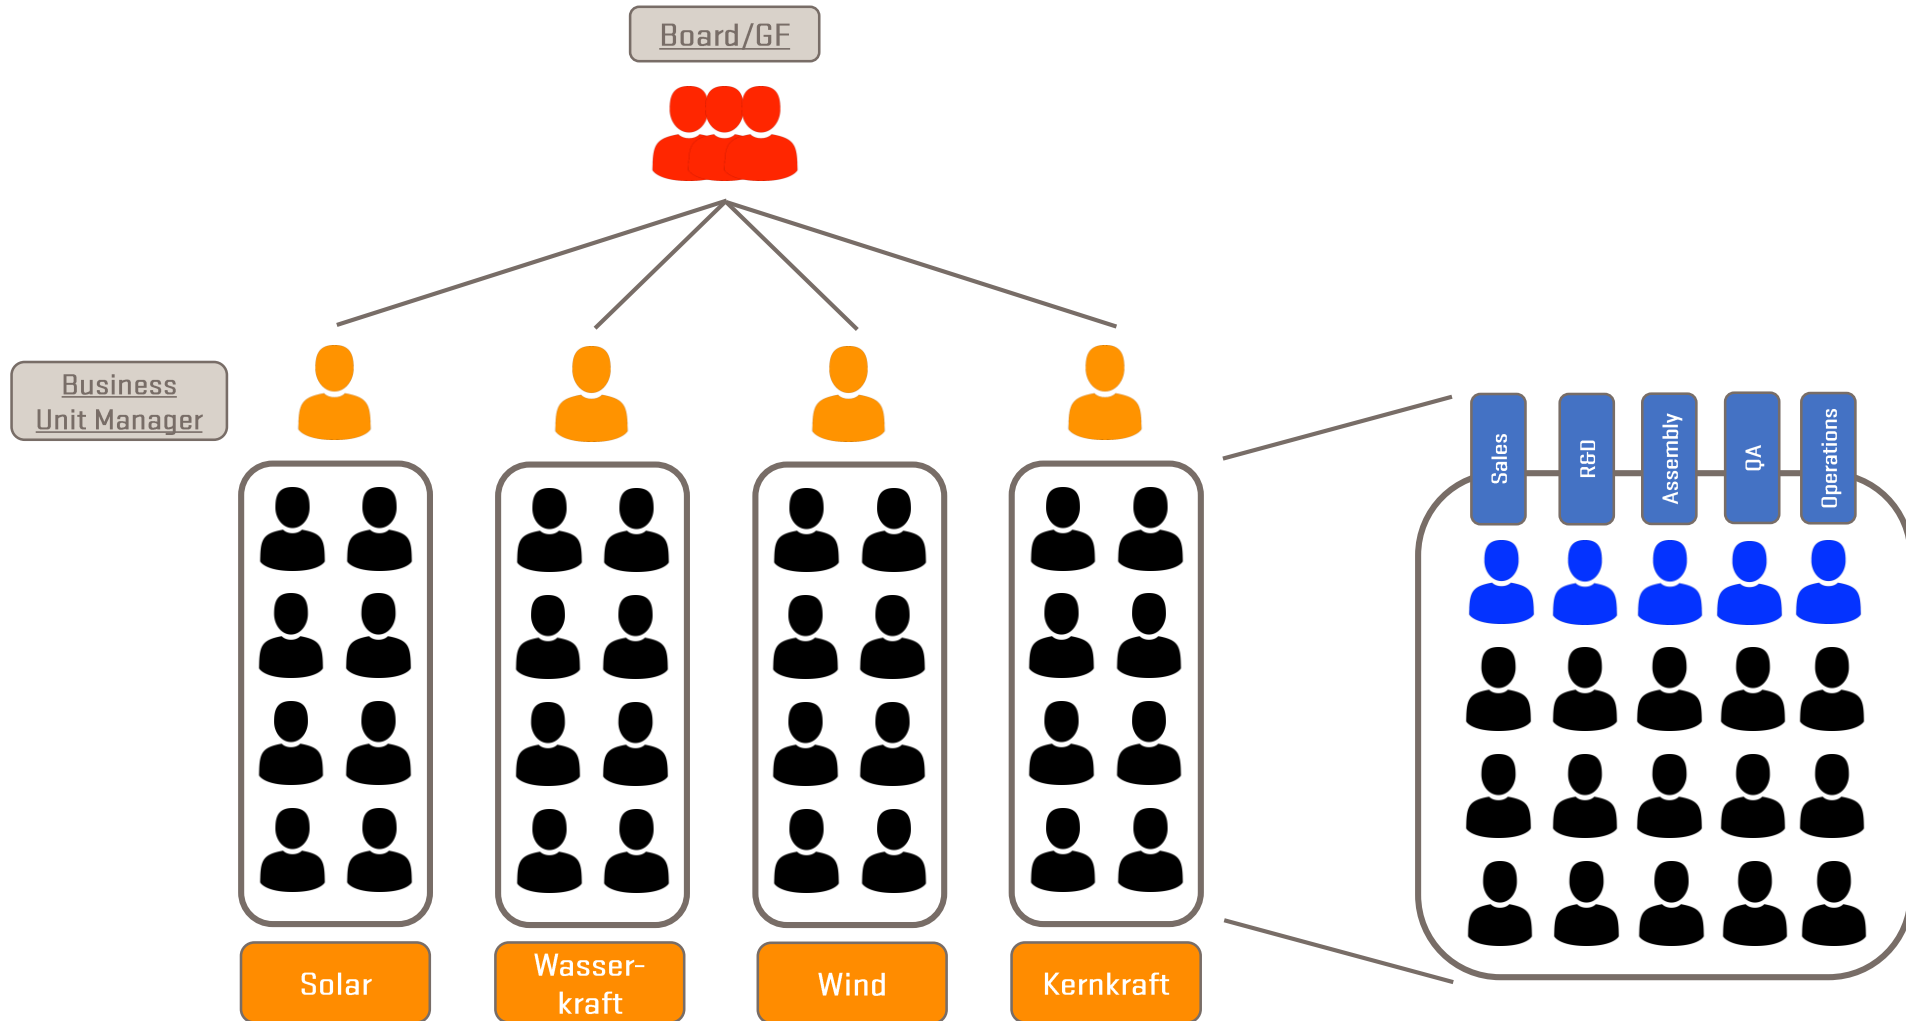 Board/GF
Business
Unit Manager
Sales
R&D
Assembly
QA
Operations
Solar
Wasser-
kraft
Wind
Kernkraft